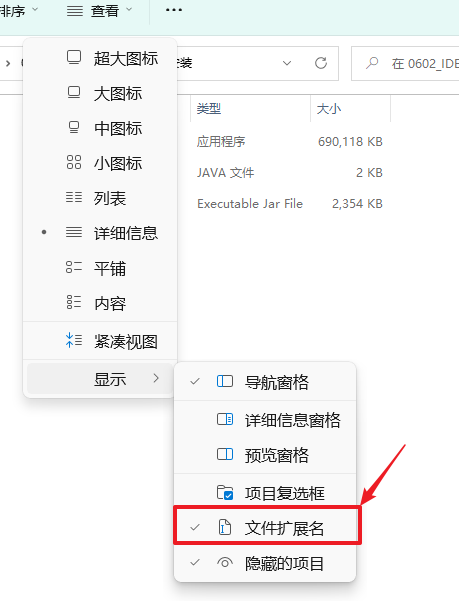 排序
查看
安装
在 0602_IDE
类型 大小
应用程序 690,118 KB
JAVA 文件 2 KB
Executable Jar File 2,354 KB
超大图标
大图标
中图标
小图标
列表
详细信息
平铺
内容
紧凑视图
显示
导航窗格
详细信息窗格
预览窗格
项目复选框
文件扩展名
隐藏的项目